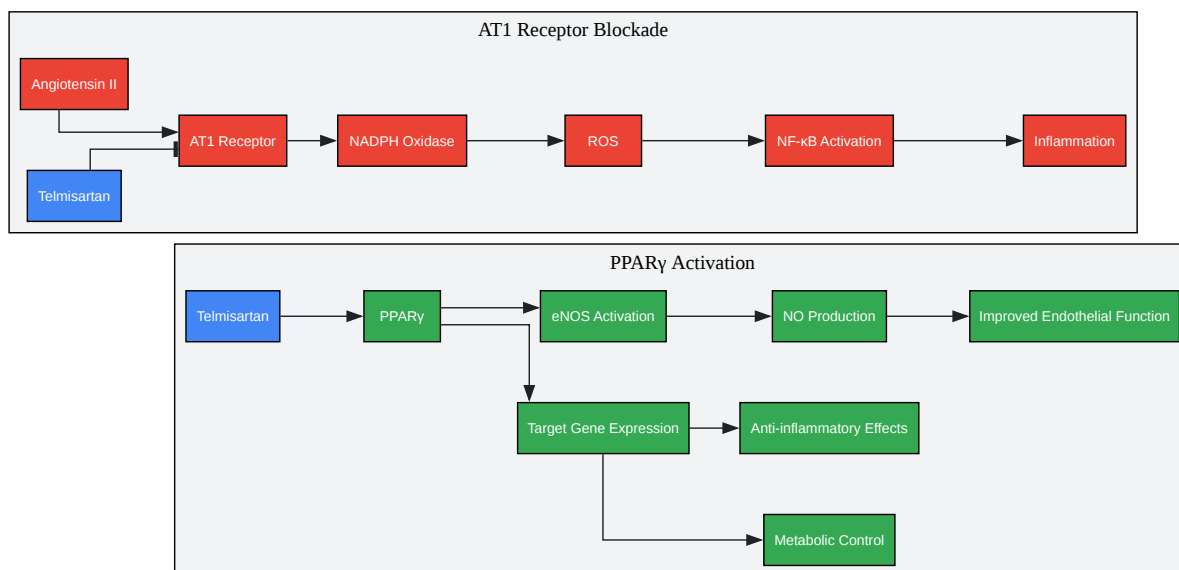 AT1 Receptor Blockade
Angiotensin II
AT1 Receptor
NADPH Oxidase
ROS
NF-κB Activation
Inflammation
Telmisartan
PPARγ Activation
Telmisartan
PPARγ
eNOS Activation
NO Production
Improved Endothelial Function
Target Gene Expression
Anti-inflammatory Effects
Metabolic Control